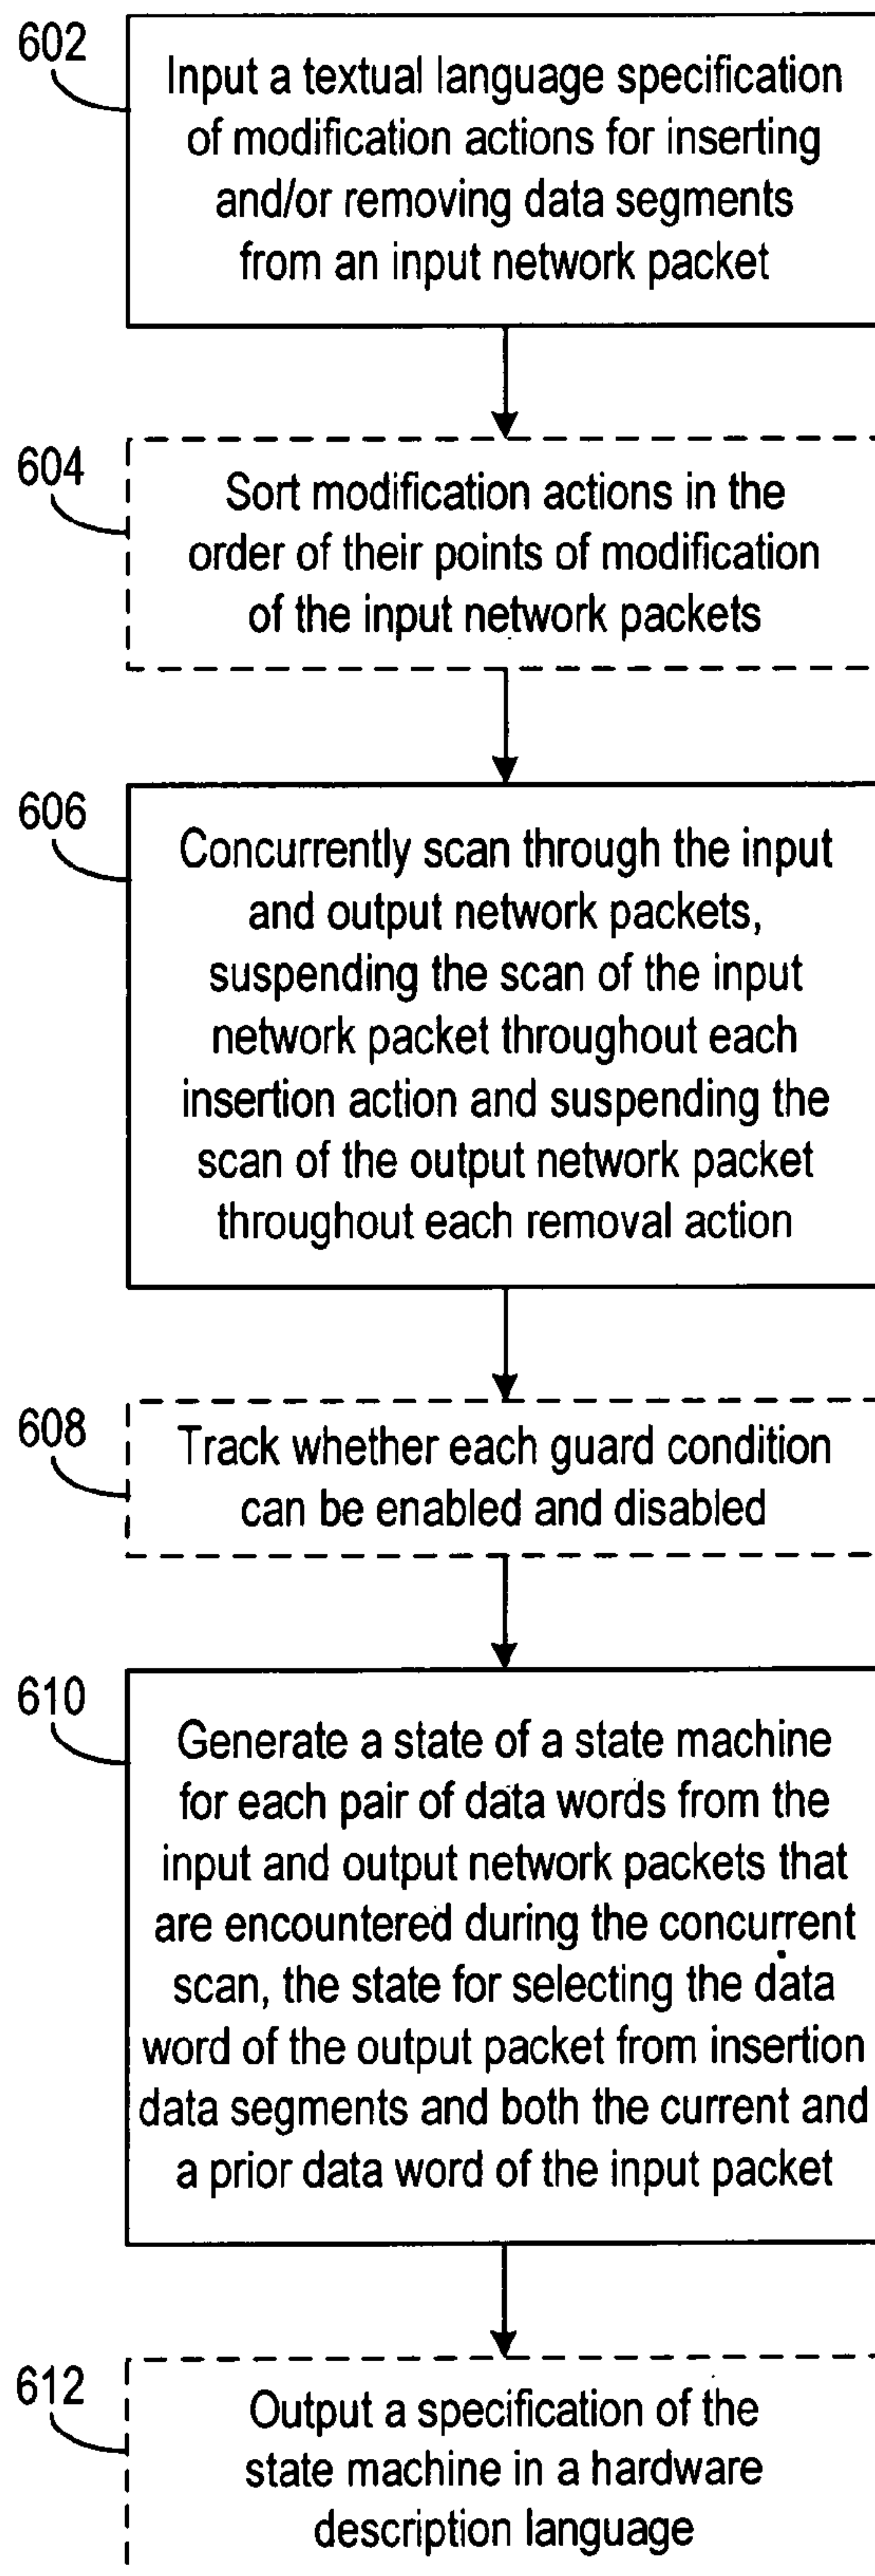 602
Input a textual language specification
of modification actions for inserting
and/or removing data segments
from an input network packet
604
Sort modification actions in the
order of their points of modification
of the input network packets
606
Concurrently scan through the input
and output network packets,
suspending the scan of the input
network packet throughout each
insertion action and suspending the
scan of the output network packet
throughout each removal action
608
Track whether each guard condition
can be enabled and disabled
610
Generate a state of a state machine
for each pair of data words from the
input and output network packets that
are encountered during the concurrent
scan, the state for selecting the data
word of the output packet from insertion
data segments and both the current and
a prior data word of the input packet
612
Output a specification of the
state machine in a hardware
description language